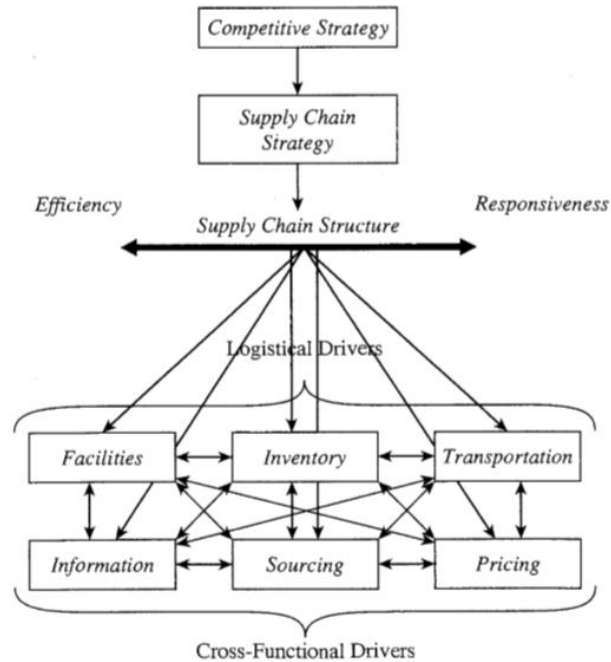 Competitive Strategy
Supply Chain
Strategy
Efficiency
Responsiveness
Supply Chain Structure
Logistical Drivers
Facilities
Inventory
Transportation
Information
Sourcing
Pricing
Cross-Functional Drivers